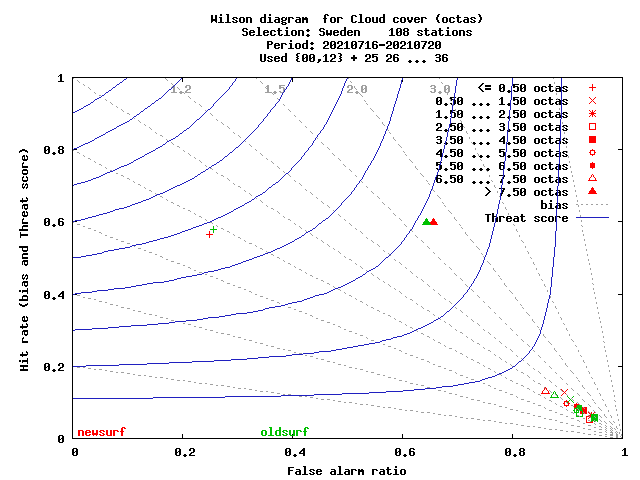 Wilson diagram  for Cloud cover (octas)
Selection: Sweden    108 stations
Period: 20210716-20210720
Used {00,12} + 25 26 ... 36
1
0.8
0.6
0.4
0.2
0
Hit rate (bias and Threat score)
1.2
1.5
2.0
3.0
<= 0.50 octas
0.50 ... 1.50 octas
1.50 ... 2.50 octas
2.50 ... 3.50 octas
3.50 ... 4.50 octas
4.50 ... 5.50 octas
5.50 ... 6.50 octas
6.50 ... 7.50 octas
> 7.50 octas
bias
Threat score
newsurf
oldsurf
0
0.2
0.4
0.6
0.8
1
False alarm ratio